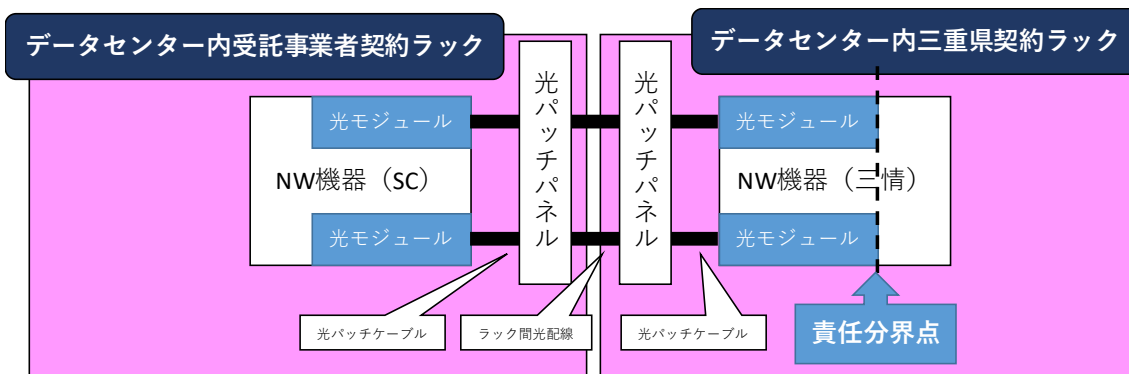 データセンター内受託事業者契約ラック
データセンター内三重県契約ラック
光パッチパネル
光パッチパネル
光モジュール
光モジュール
NW機器（SC）
NW機器（三情）
光モジュール
光モジュール
光パッチケーブル
ラック間光配線
光パッチケーブル
責任分界点